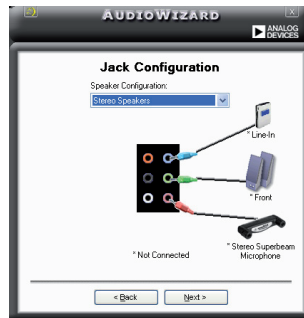 AUDIOWIZARD
ANALOG
DEVICES
Jack Configuration
Speaker Configuration:
Stereo Speakers
* Line-In
* Front
* Stereo Superbeam
Microphone
* Not Connected
< Back
Next >